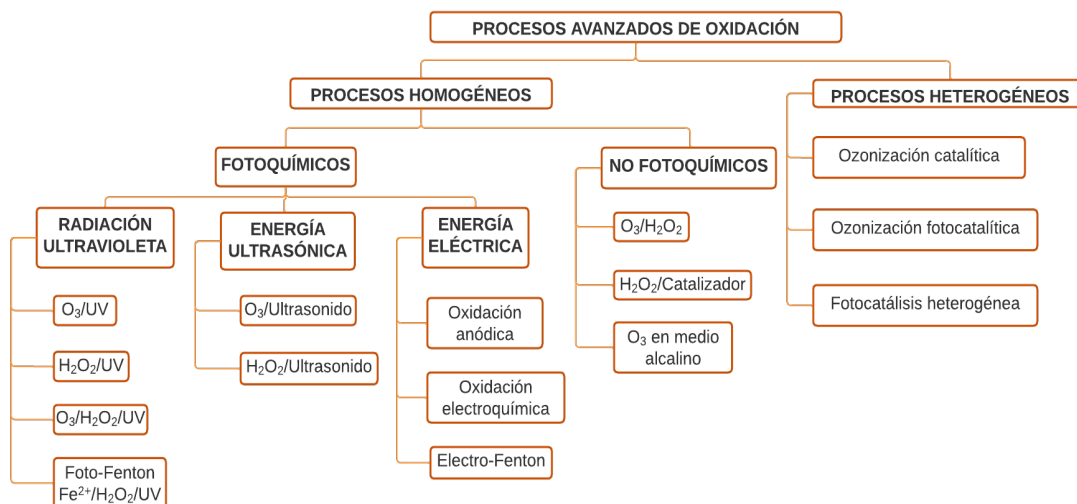 PROCESOS AVANZADOS DE OXIDACIÓN
PROCESOS HOMOGÉNEOS
FOTOQUÍMICOS
RADIACIÓN
ULTRAVIOLETA
O₃/UV
H₂O₂/UV
O₃/H₂O₂/UV
Foto-Fenton
Fe²⁺/H₂O₂/UV
ENERGÍA
ULTRASÓNICA
O₃/Ultrasonido
H₂O₂/Ultrasonido
ENERGÍA
ELÉCTRICA
Oxidación
anódica
Oxidación
electroquímica
Electro-Fenton
NO FOTOQUÍMICOS
O₃/H₂O₂
H₂O₂/Catalizador
O₃ en medio
alcalino
PROCESOS HETEROGÉNEOS
Ozonización catalítica
Ozonización fotocatalítica
Fotocatálisis heterogénea